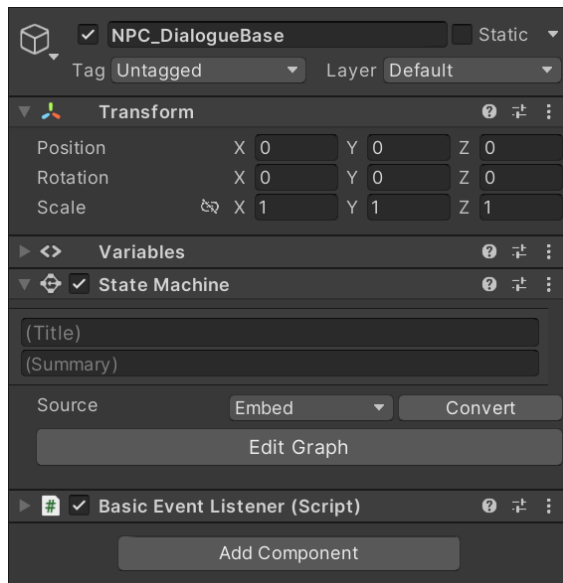 NPC_DialogueBase Static
Tag Untagged Layer Default
Transform
Position X 0 Y 0 Z 0
Rotation X 0 Y 0 Z 0
Scale X 1 Y 1 Z 1
<> Variables
State Machine
(Title)
(Summary)
Source Embed Convert
Edit Graph
# Basic Event Listener (Script)
Add Component